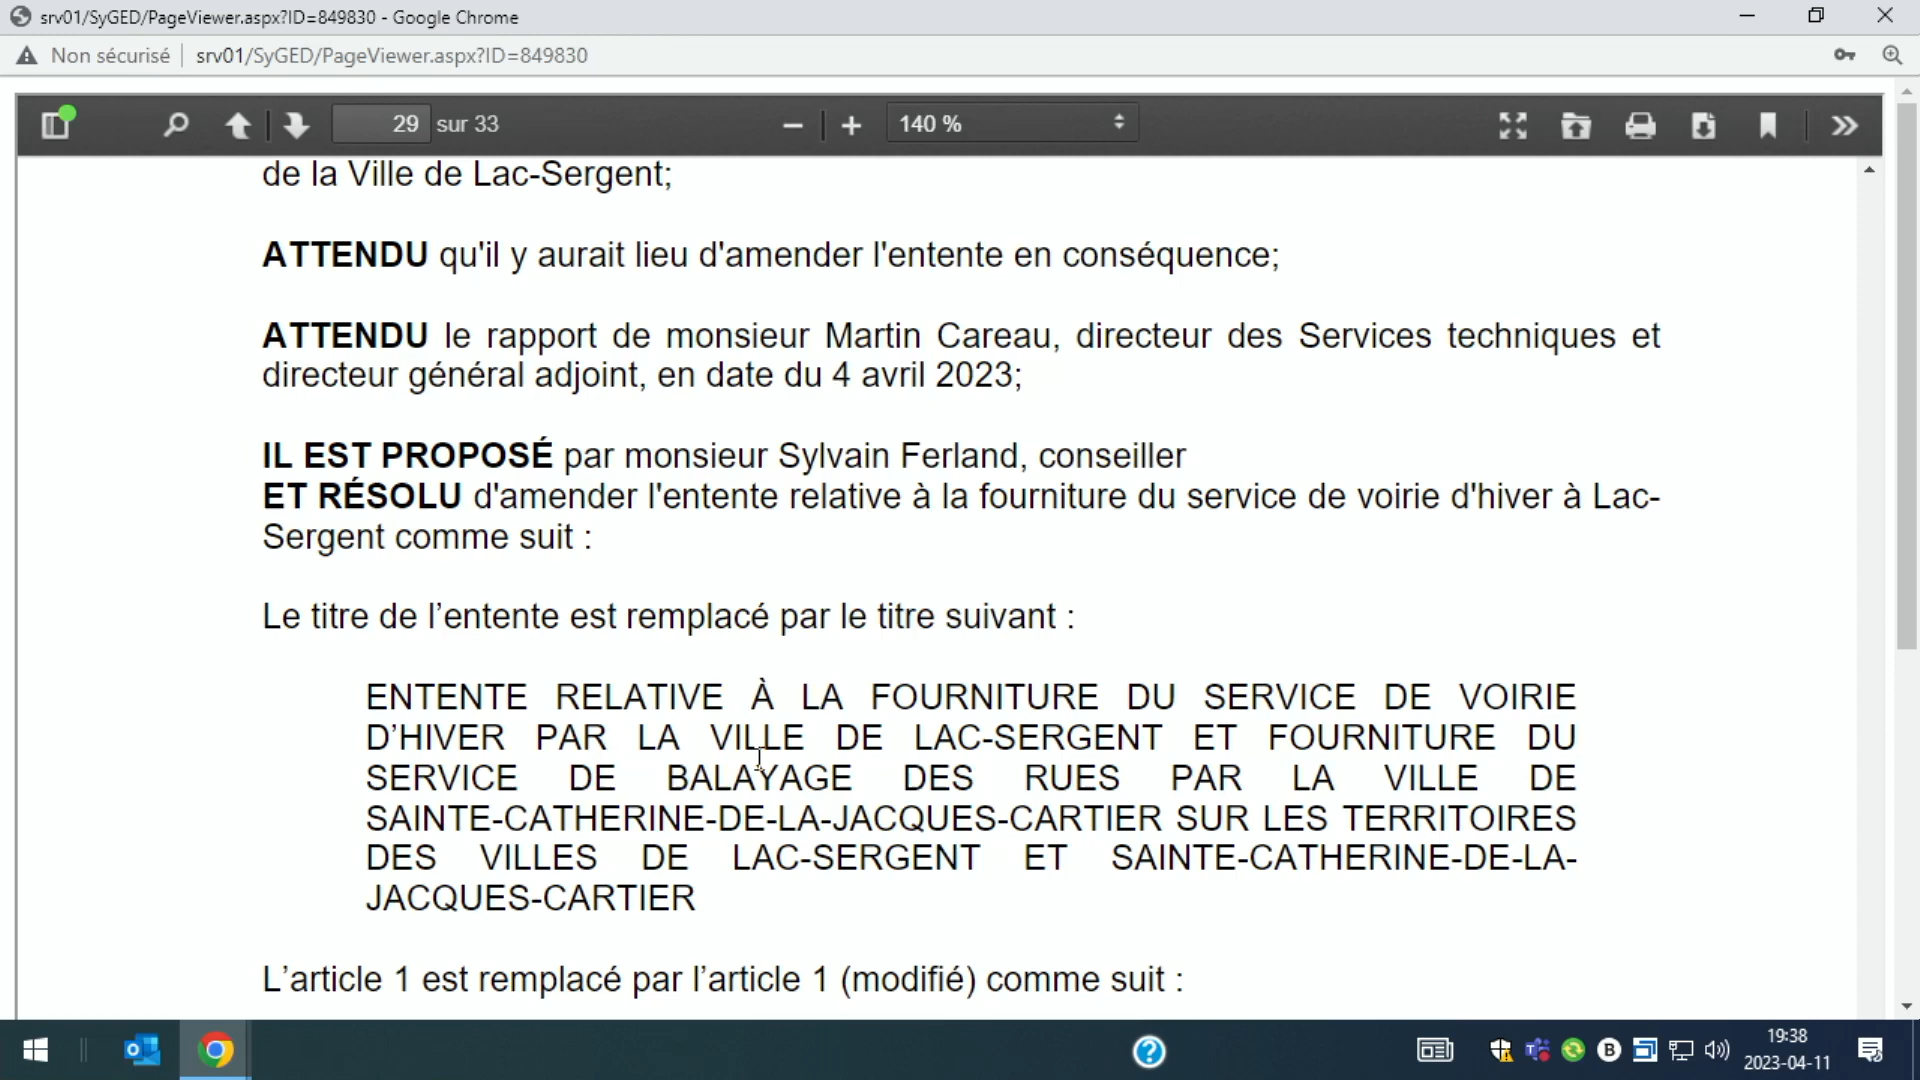 srv01/SyGED/PageViewer.aspx?ID=849830 - Google Chrome
Non sécurisé srv01/SyGED/PageViewer.aspx?ID=849830
29 sur 33 140 %
de la Ville de Lac-Sergent;
ATTENDU qu'il y aurait lieu d'amender l'entente en conséquence;
ATTENDU le rapport de monsieur Martin Careau, directeur des Services techniques et
directeur général adjoint, en date du 4 avril 2023;
IL EST PROPOSÉ par monsieur Sylvain Ferland, conseiller
ET RÉSOLU d'amender l'entente relative à la fourniture du service de voirie d'hiver à Lac-
Sergent comme suit :
Le titre de l’entente est remplacé par le titre suivant :
ENTENTE RELATIVE À LA FOURNITURE DU SERVICE DE VOIRIE
D’HIVER PAR LA VILLE DE LAC-SERGENT ET FOURNITURE DU
SERVICE DE BALAYAGE DES RUES PAR LA VILLE DE
SAINTE-CATHERINE-DE-LA-JACQUES-CARTIER SUR LES TERRITOIRES
DES VILLES DE LAC-SERGENT ET SAINTE-CATHERINE-DE-LA-
JACQUES-CARTIER
L’article 1 est remplacé par l’article 1 (modifié) comme suit :
19:38
2023-04-11